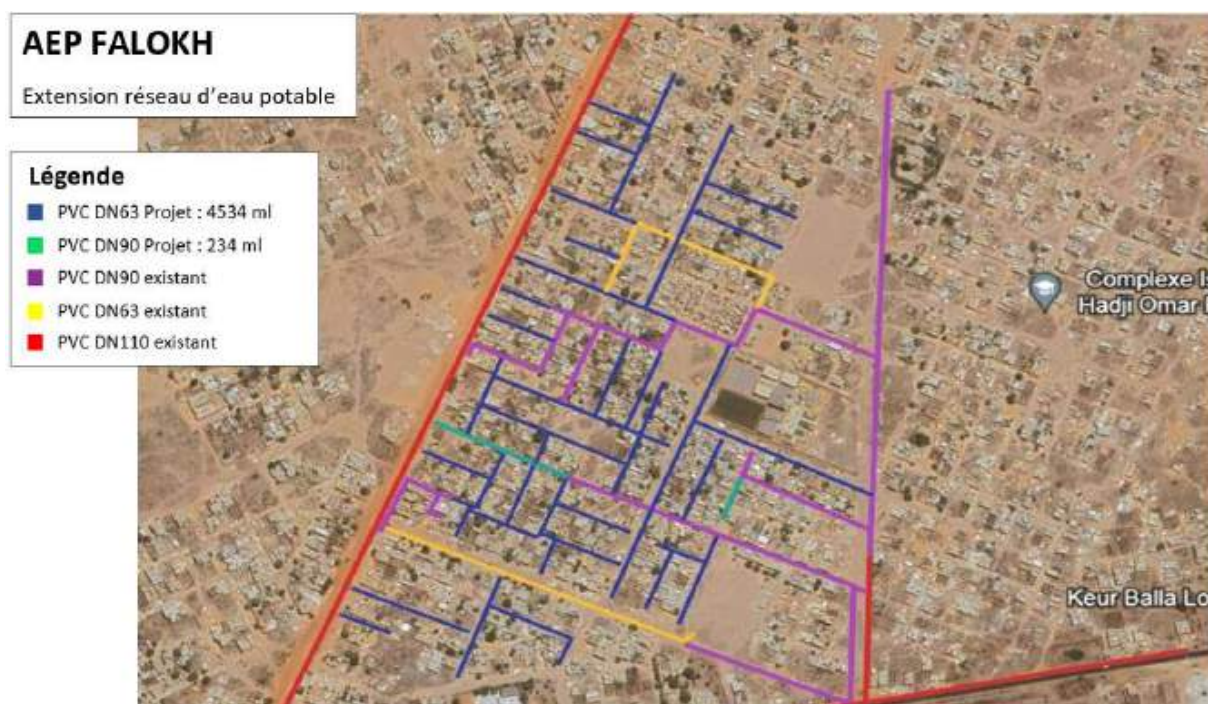 AEP FALOKH
Extension réseau d'eau potable
Légende
PVC DN63 Projet : 4534 ml
PVC DN90 Projet : 234 ml
PVC DN90 existant
PVC DN63 existant
PVC DN110 existant
Complexe Is
Hadji Omar
Keur Balla Lo